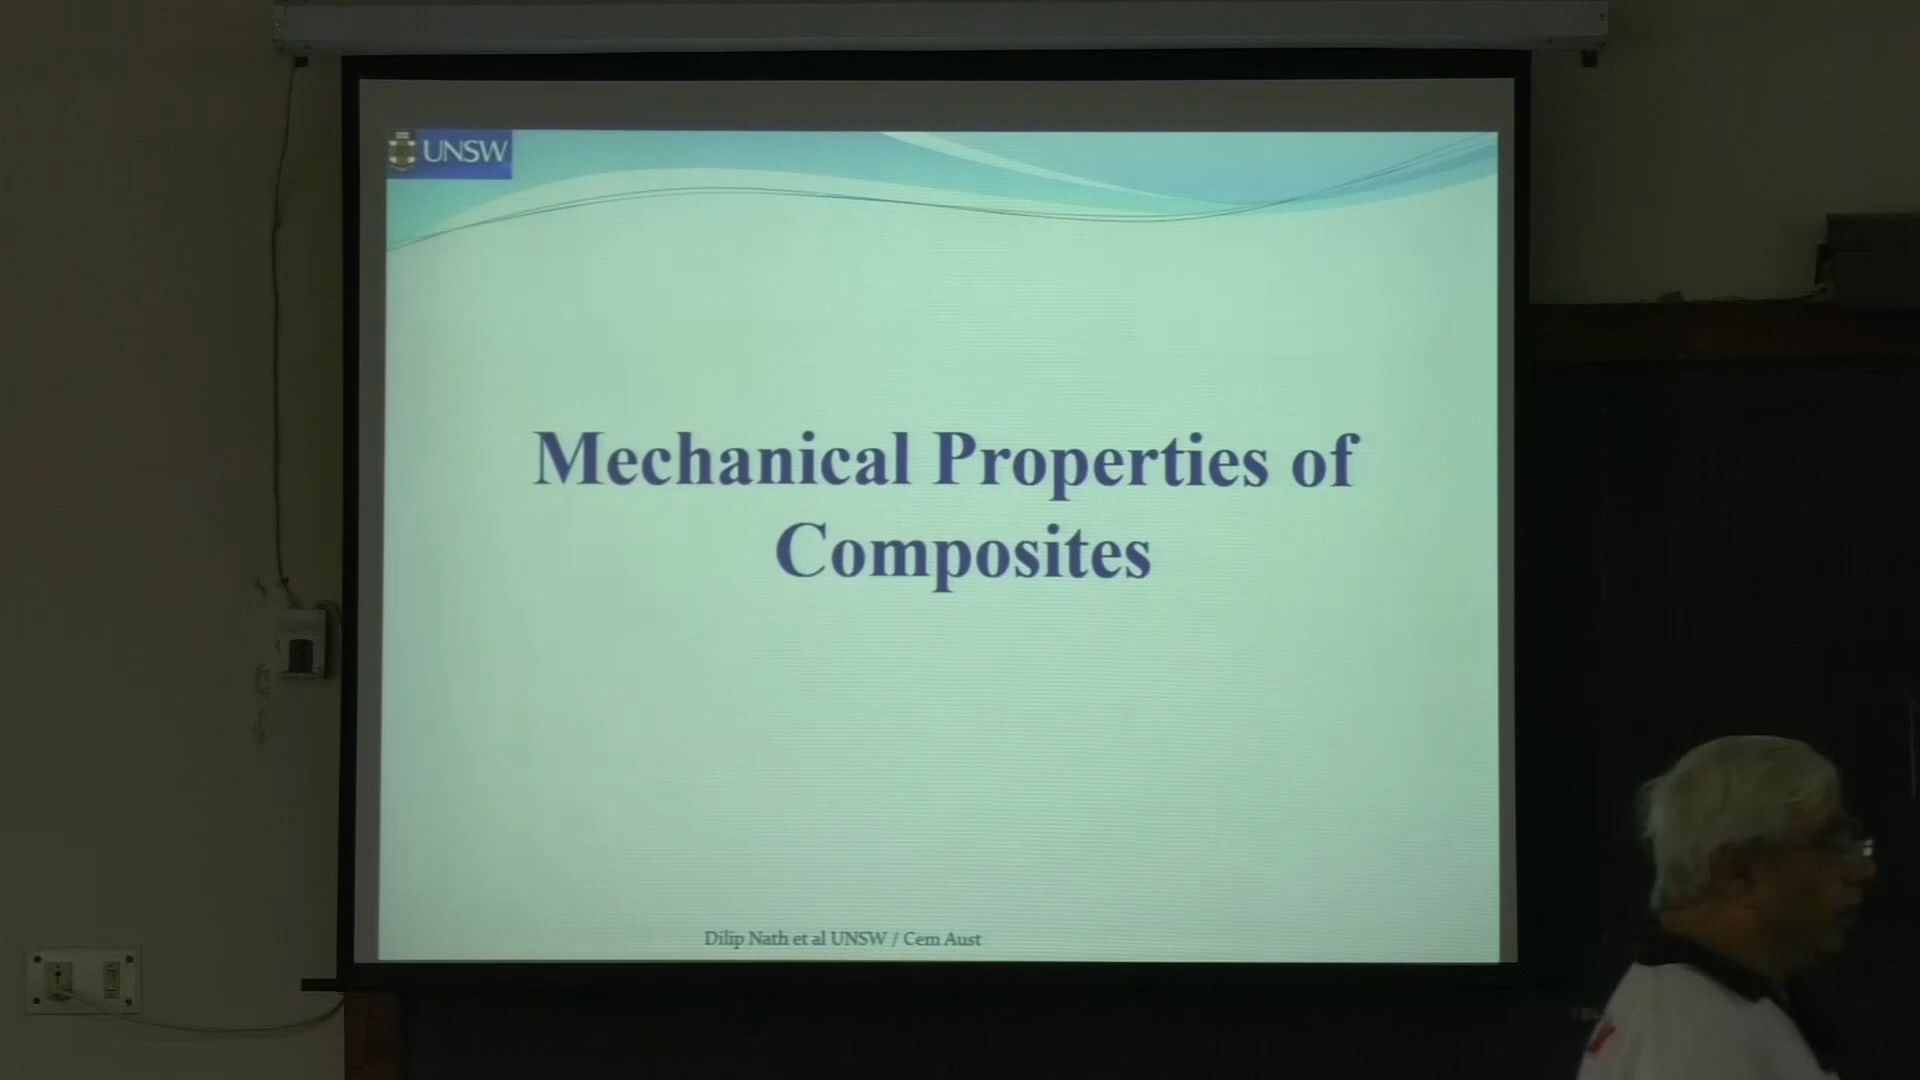 UNSW
Mechanical Properties of
Composites
Dilip Nath et al UNSW / Cem Aust